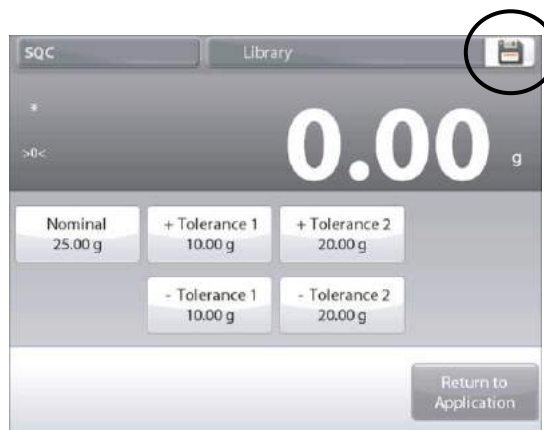 SQC
Library
*
>0<
0.00 g
Nominal
25.00 g
+ Tolerance 1
10.00 g
+ Tolerance 2
20.00 g
- Tolerance 1
10.00 g
- Tolerance 2
20.00 g
Return to
Application